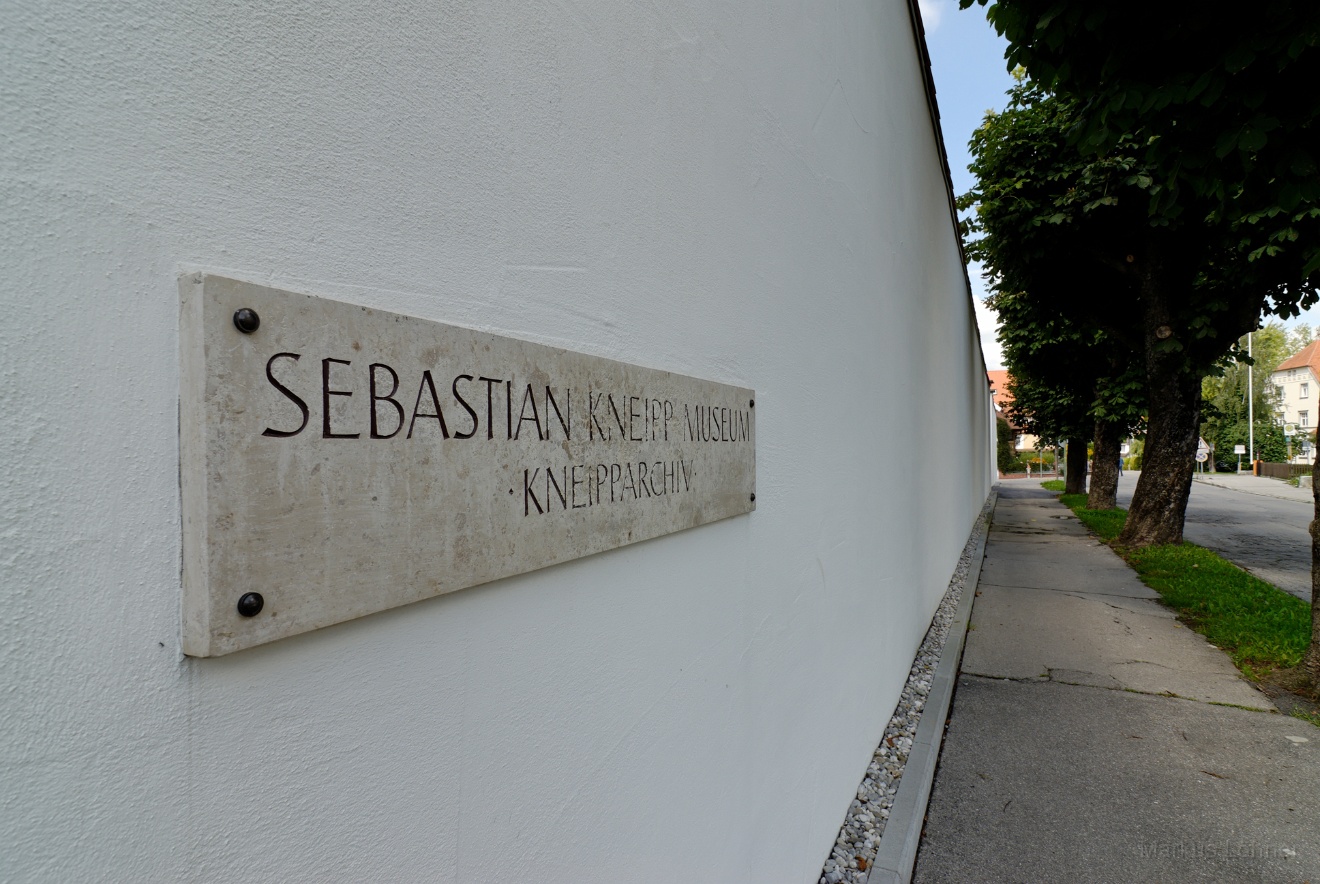 SEBASTIAN KNEIPP MUSEUM
·KNEIPPARCHIV·